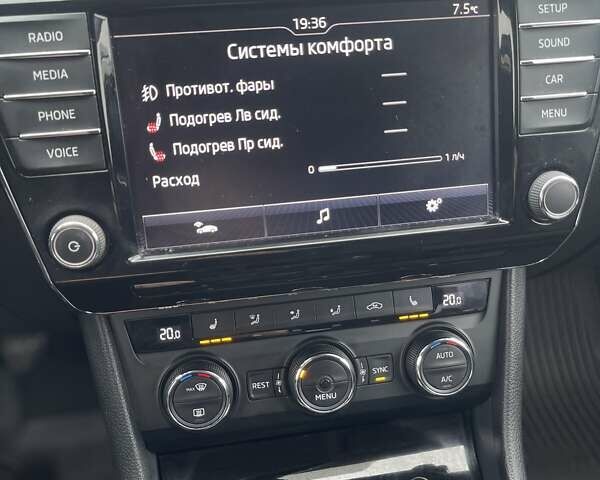 RADIO
MEDIA
PHONE
VOICE
19:36
7.5°C
Системы комфорта
Противот. фары
Подогрев Лв сид.
Подогрев Пр сид.
Расход
0 1 л/ч
SETUP
SOUND
CAR
MENU
20.0
20.0
MAX
REST
MENU
SYNC
AUTO
A/C